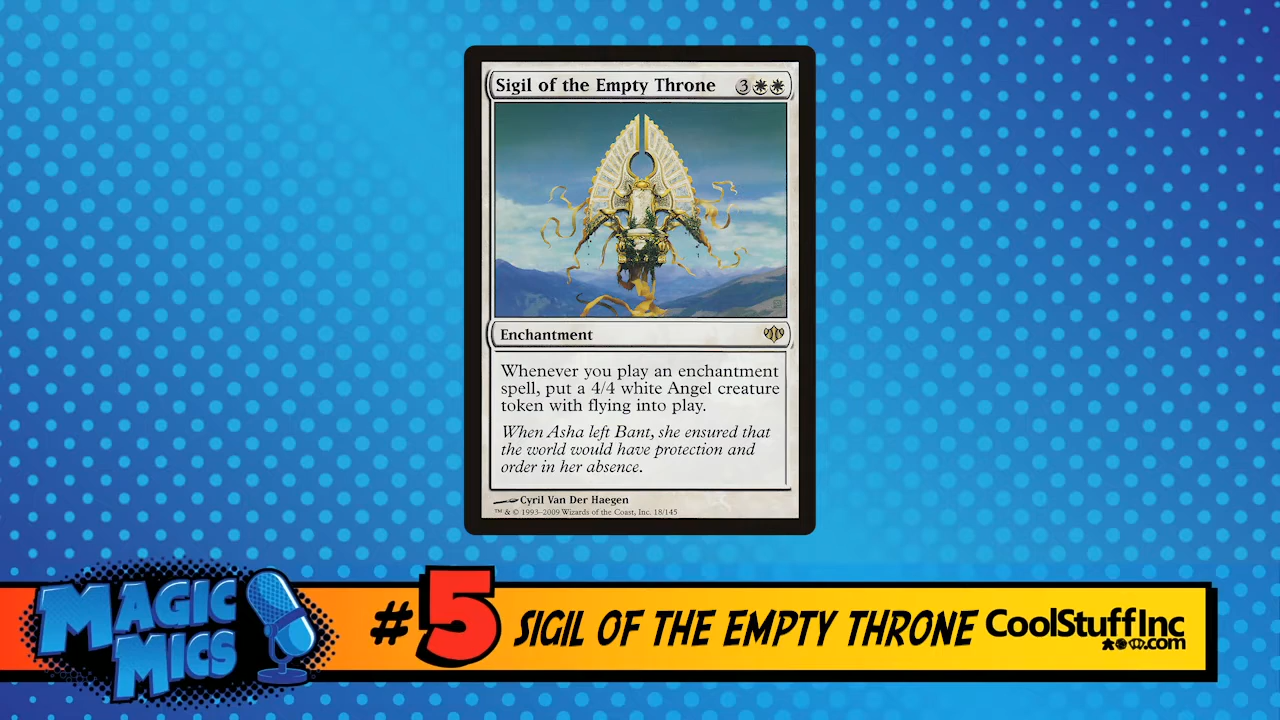 Sigil of the Empty Throne 3
Enchantment
Whenever you play an enchantment
spell, put a 4/4 white Angel creature
token with flying into play.
When Asha left Bant, she ensured that
the world would have protection and
order in her absence.
Cyril Van Der Haegen
™ & © 1993–2009 Wizards of the Coast, Inc. 18/145
MAGIC
MICS
#5 SIGIL OF THE EMPTY THRONE
CoolStuffInc
.com